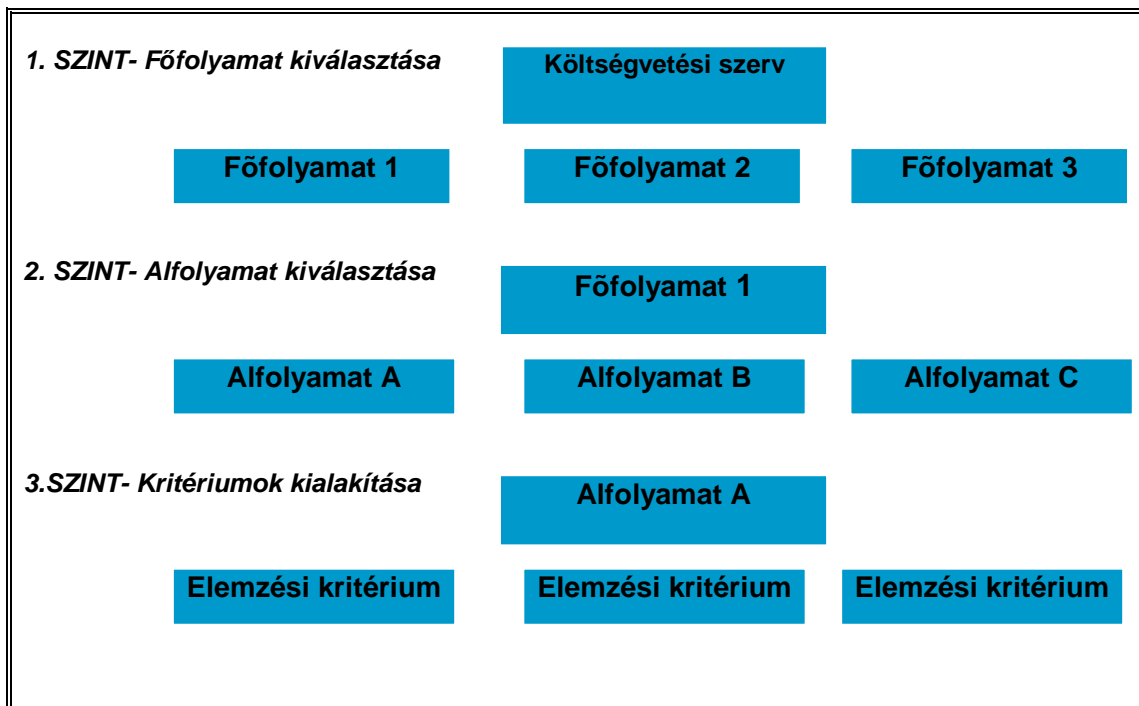 1. SZINT- Főfolyamat kiválasztása
Költségvetési szerv
Fõfolyamat 1
Fõfolyamat 2
Fõfolyamat 3
2. SZINT- Alfolyamat kiválasztása
Fõfolyamat 1
Alfolyamat A
Alfolyamat B
Alfolyamat C
3.SZINT- Kritériumok kialakítása
Alfolyamat A
Elemzési kritérium
Elemzési kritérium
Elemzési kritérium